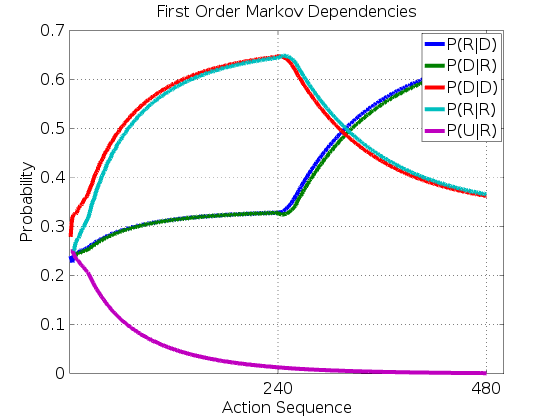 First Order Markov Dependencies
0.7
0.6
0.5
0.4
0.3
0.2
0.1
0
Probability
P(R|D)
P(D|R)
P(D|D)
P(R|R)
P(U|R)
240
480
Action Sequence